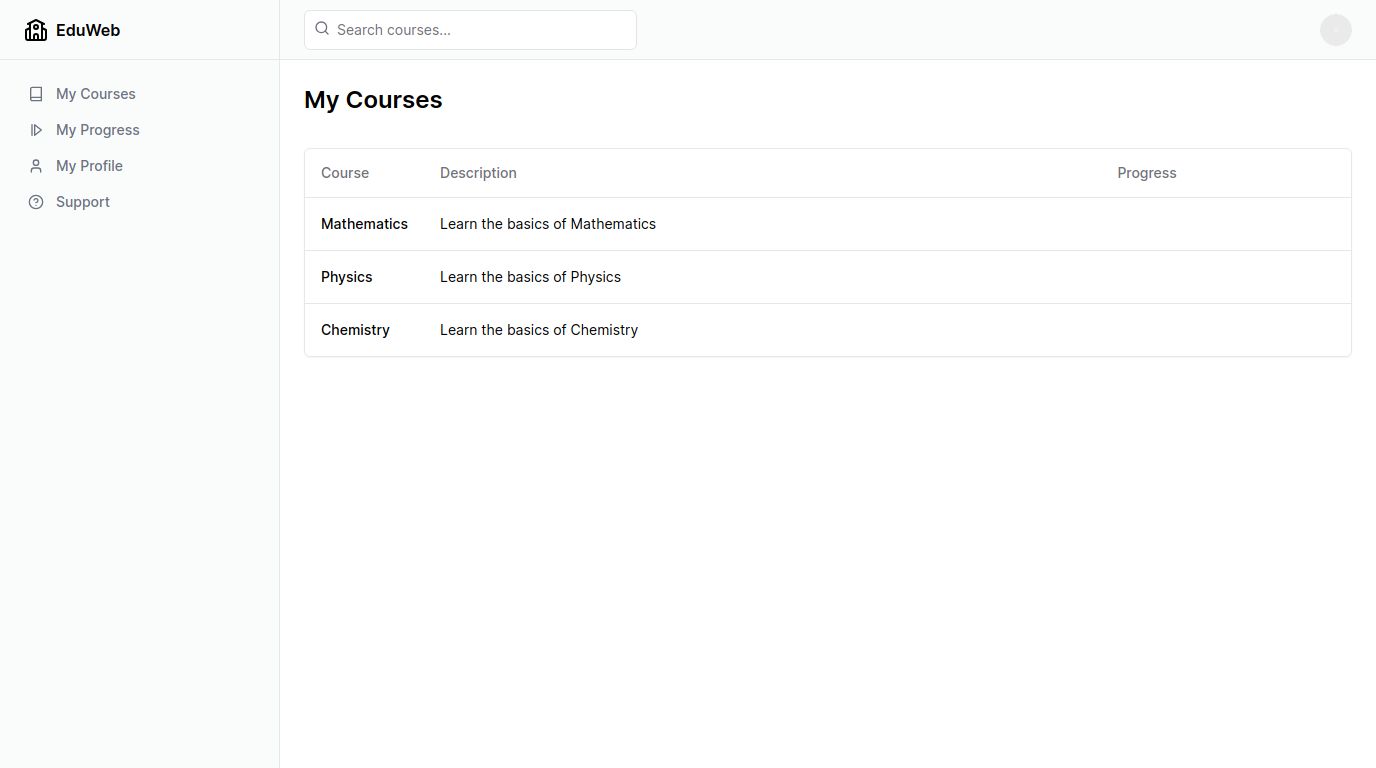 EduWeb
Search courses...
My Courses
My Progress
My Profile
Support
My Courses
Course Description Progress
Mathematics Learn the basics of Mathematics
Physics Learn the basics of Physics
Chemistry Learn the basics of Chemistry